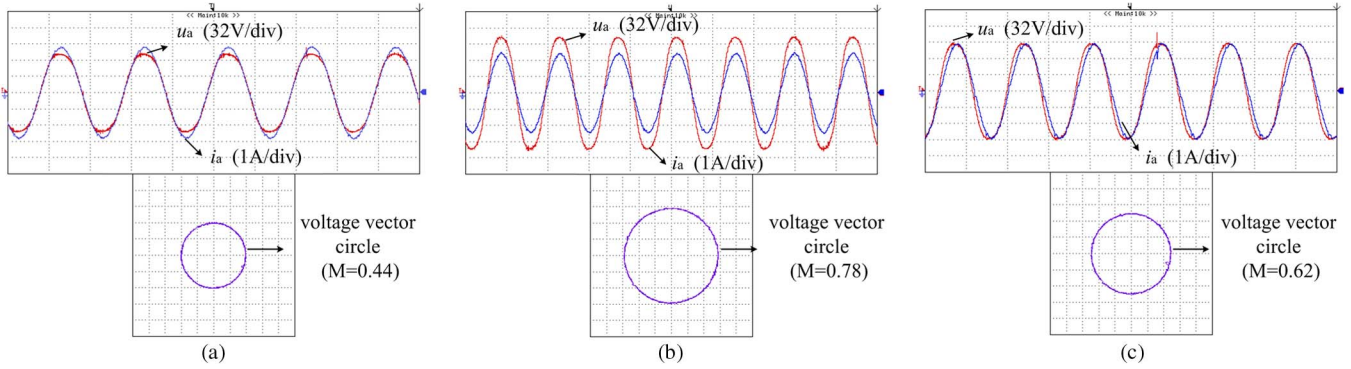 << Main:10k >>
ua (32V/div)
ia (1A/div)
voltage vector
circle
(M=0.44)
(a)
<< Main:10k >>
ua (32V/div)
ia (1A/div)
voltage vector
circle
(M=0.78)
(b)
<< Main:10k >>
ua (32V/div)
ia (1A/div)
voltage vector
circle
(M=0.62)
(c)